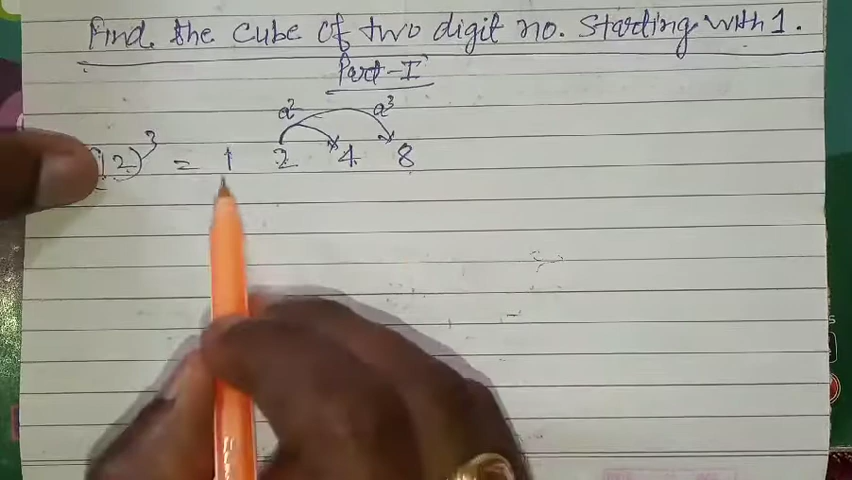 Find the cube of two digit no. starting with 1.
Part-I
a² a³
(12)³ = 1 2 4 8